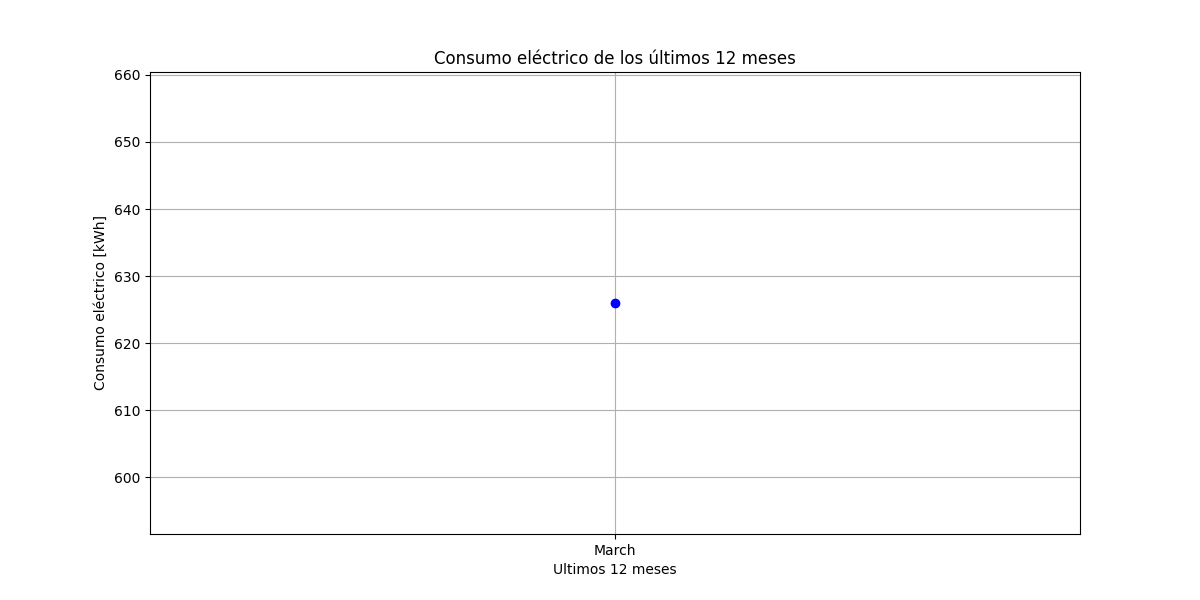 Consumo eléctrico de los últimos 12 meses
660
650
640
630
620
610
600
Consumo eléctrico [kWh]
March
Ultimos 12 meses